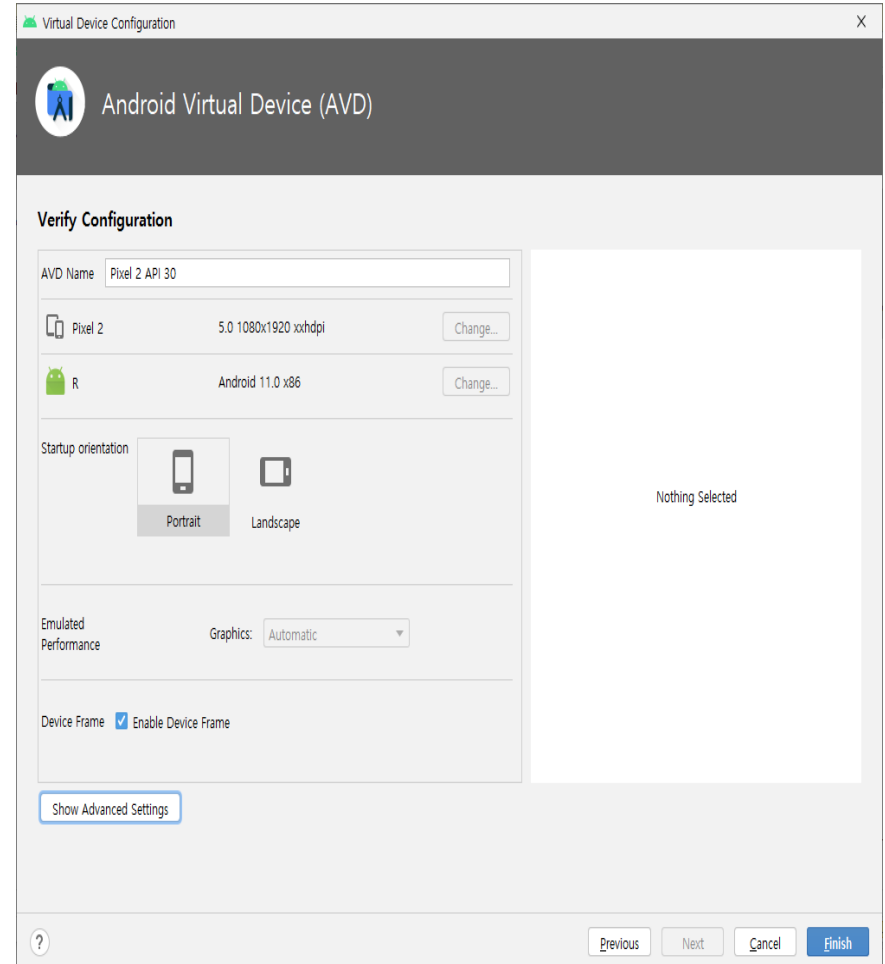 Virtual Device Configuration
X
Android Virtual Device (AVD)
Verify Configuration
AVD Name Pixel 2 API 30
Pixel 2 5.0 1080x1920 xxhdpi Change...
R Android 11.0 x86 Change...
Startup orientation
Portrait Landscape
Nothing Selected
Emulated
Performance
Graphics: Automatic
Device Frame Enable Device Frame
Show Advanced Settings
? Previous Next Cancel Finish